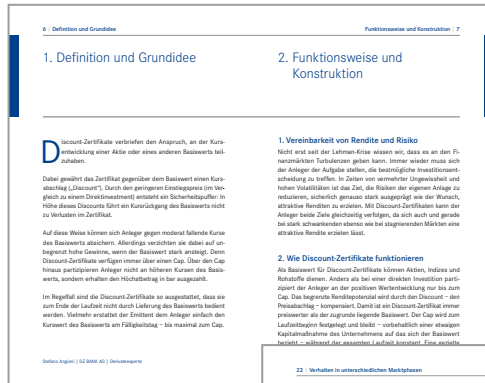 6 | Definition und Grundidee
1. Definition und Grundidee
Discount-Zertifikate verbriefen den Anspruch, an der Kurs-
entwicklung einer Aktie oder eines anderen Basiswerts teil-
zuhaben.
Dabei gewährt das Zertifikat gegenüber dem Basiswert einen Kurs-
abschlag („Discount“). Durch den geringeren Einstiegspreis (im Ver-
gleich zu einem Direktinvestment) entsteht ein Sicherheitspuffer: In
Höhe dieses Discounts führt ein Kursrückgang des Basiswerts nicht
zu Verlusten im Zertifikat.
Auf diese Weise können sich Anleger gegen moderat fallende Kurse
des Basiswerts absichern. Allerdings verzichten sie dabei auf un-
begrenzt hohe Gewinne, wenn der Basiswert stark ansteigt. Denn
Discount-Zertifikate verfügen immer über einen Cap. Über den Cap
hinaus partizipieren Anleger nicht an höheren Kursen des Basis-
werts, sondern erhalten den Höchstbetrag in bar ausgezahlt.
Im Regelfall sind die Discount-Zertifikate so ausgestattet, dass sie
zum Ende der Laufzeit nicht durch Lieferung des Basiswerts bedient
werden. Vielmehr erstattet der Emittent dem Anleger einfach den
Kurswert des Basiswerts am Fälligkeitstag – bis maximal zum Cap.
Stefano Angioni | DZ BANK AG | Derivateexperte
Funktionsweise und Konstruktion | 7
2. Funktionsweise und
Konstruktion
1. Vereinbarkeit von Rendite und Risiko
Nicht erst seit der Lehman-Krise wissen wir, dass es an den Fi-
nanzmärkten Turbulenzen geben kann. Immer wieder muss sich
der Anleger der Aufgabe stellen, die bestmögliche Investitionsent-
scheidung zu treffen. In Zeiten von vermehrter Ungewissheit und
hohen Volatilitäten ist das Ziel, die Risiken der eigenen Anlage zu
reduzieren, sicherlich genauso stark ausgeprägt wie der Wunsch,
attraktive Renditen zu erzielen. Mit Discount-Zertifikaten kann der
Anleger beide Ziele gleichzeitig verfolgen, da sich auch und gerade
bei stark schwankenden ebenso wie bei stagnierenden Märkten eine
attraktive Rendite erzielen lässt.
2. Wie Discount-Zertifikate funktionieren
Als Basiswert für Discount-Zertifikate können Aktien, Indizes und
Rohstoffe dienen. Anders als bei einer direkten Investition parti-
zipiert der Anleger an der positiven Wertentwicklung nur bis zum
Cap. Das begrenzte Renditepotenzial wird durch den Discount – den
Preisabschlag – kompensiert. Damit ist ein Discount-Zertifikat immer
preiswerter als der zugrunde liegende Basiswert. Der Cap wird zum
Laufzeitbeginn festgelegt und bleibt – vorbehaltlich einer etwaigen
Kapitalmaßnahme des Unternehmens auf das sich der Basiswert
bezieht – während der gesamten Laufzeit konstant. Eine gezielte
22 | Verhalten in unterschiedlichen Marktphasen